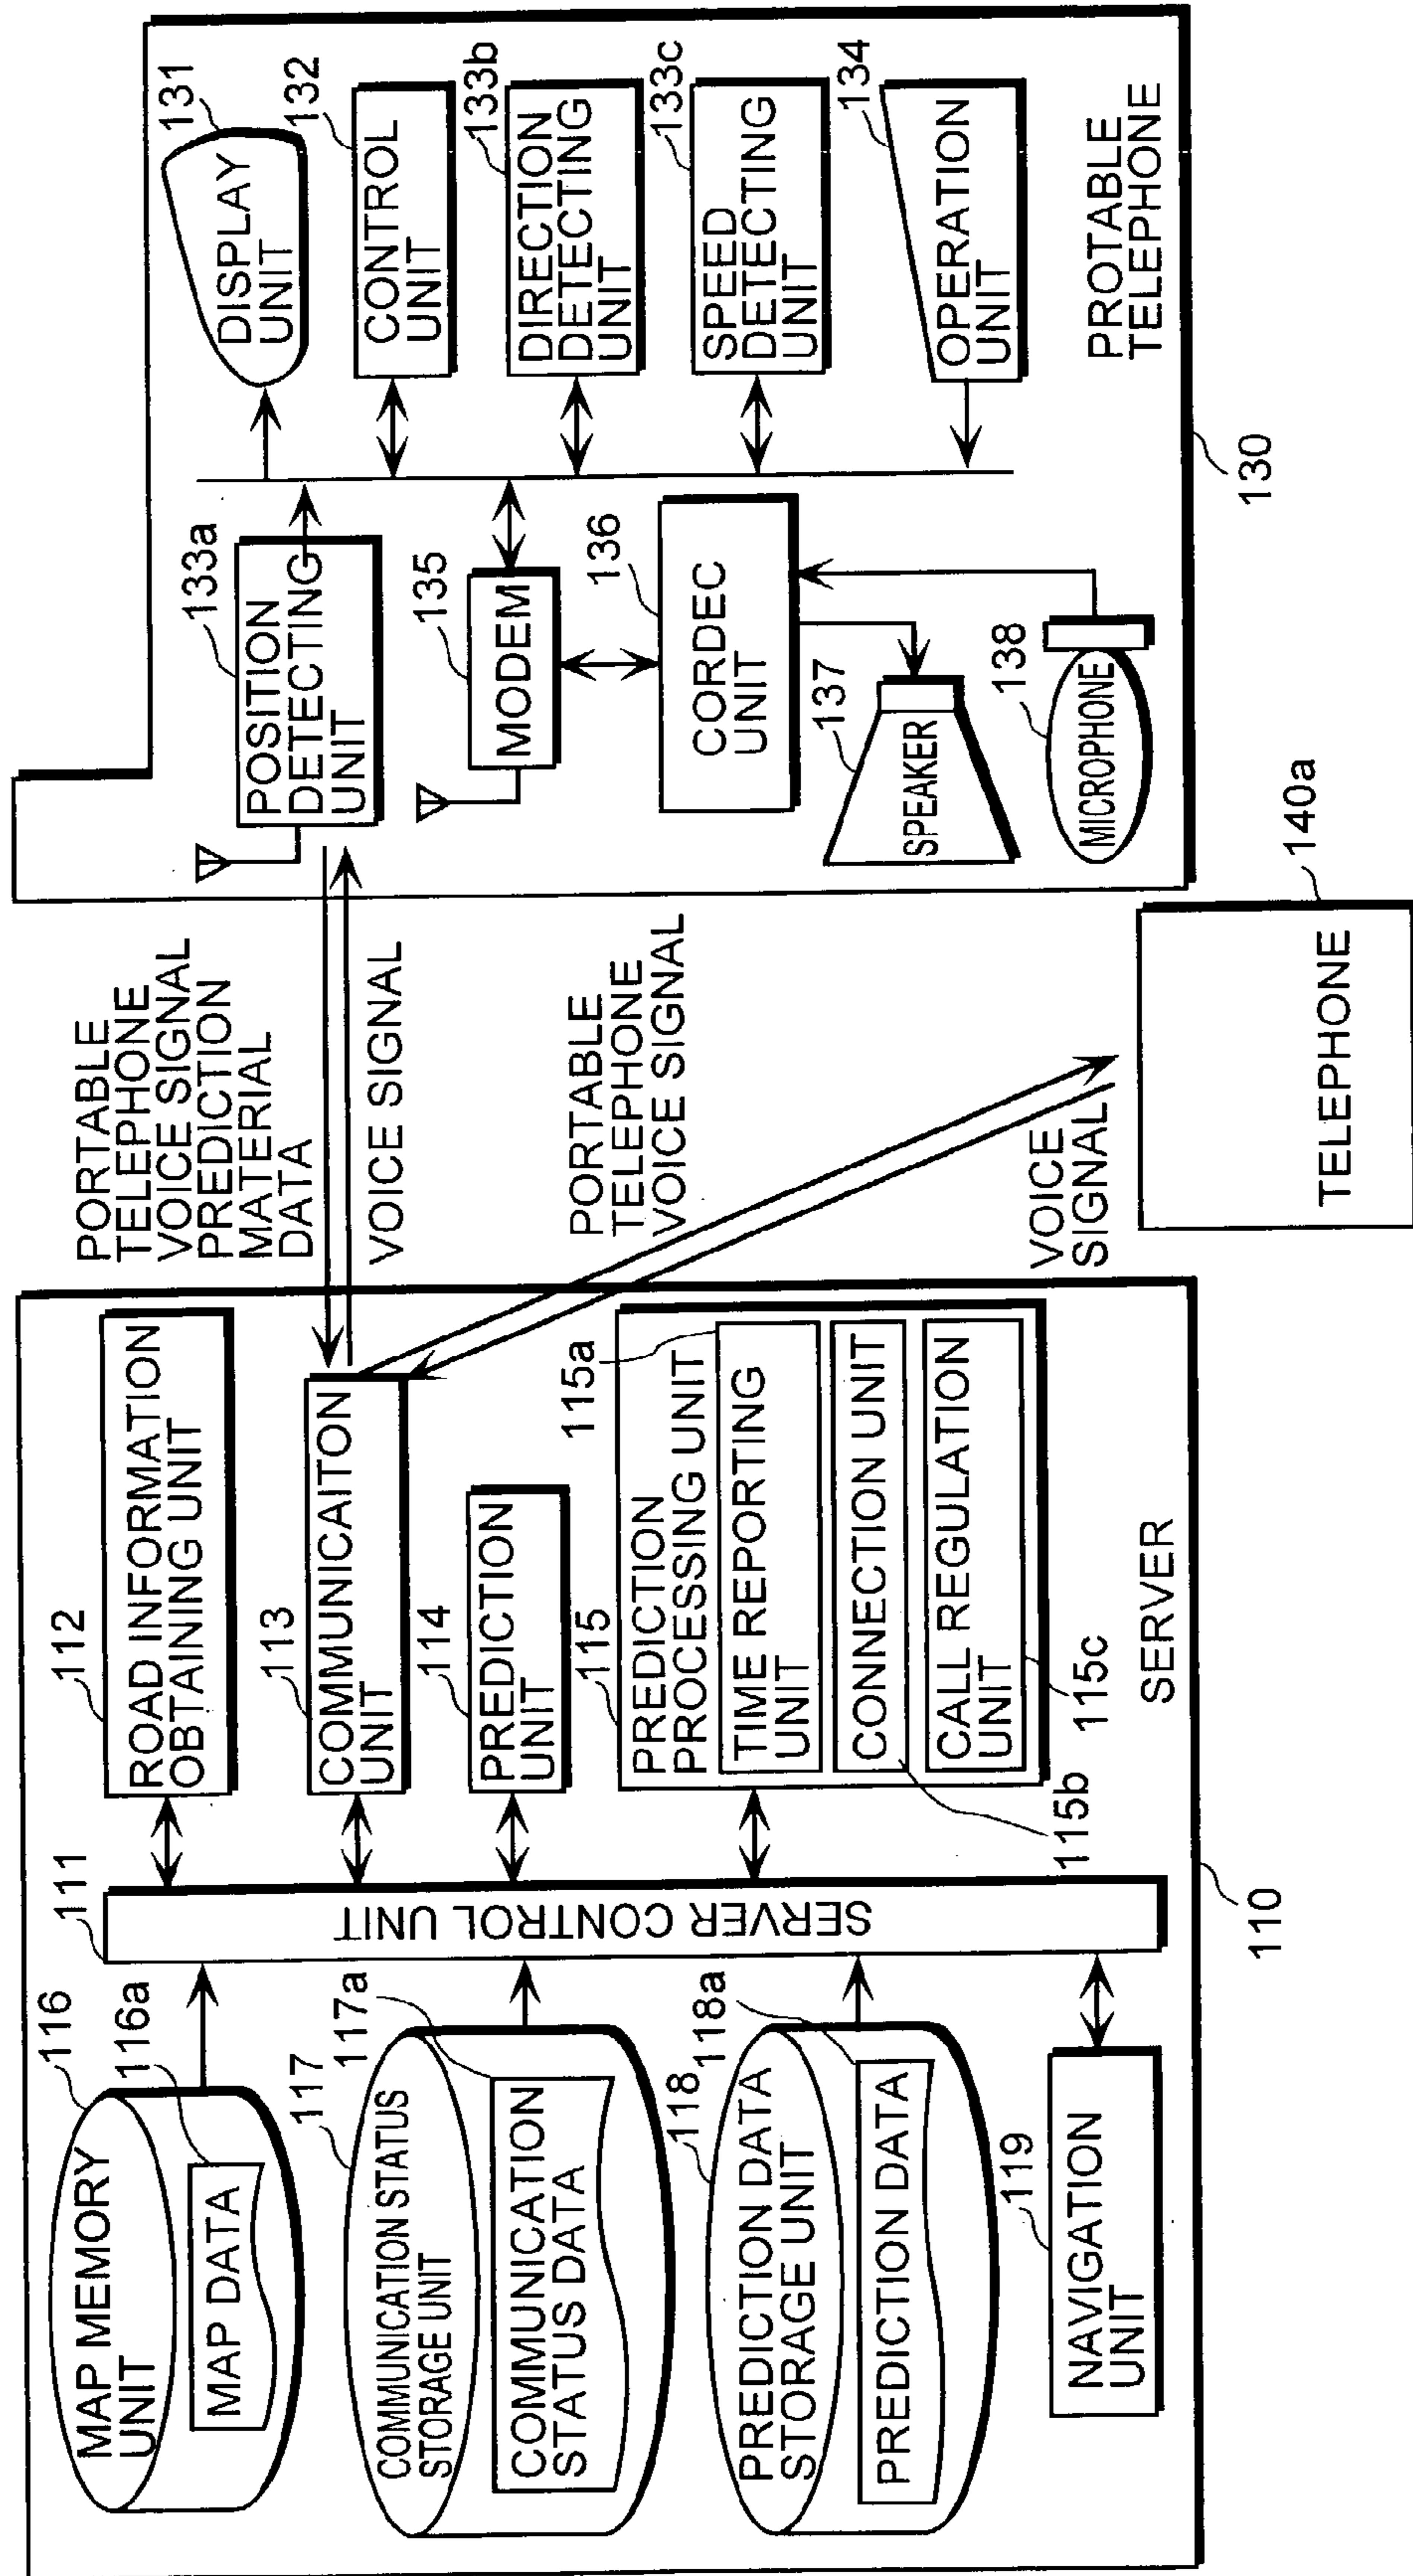 116
MAP MEMORY
UNIT
116a
MAP DATA
117
COMMUNICATION STATUS
STORAGE UNIT
117a
COMMUNICATION
STATUS DATA
118
PREDICTION DATA
STORAGE UNIT
118a
PREDICTION DATA
119
NAVIGATION
UNIT
111
SERVER CONTROL UNIT
112
ROAD INFORMATION
OBTAINING UNIT
113
COMMUNICAITON
UNIT
114
PREDICTION
UNIT
115
PREDICTION
PROCESSING UNIT
115a
TIME REPORTING
UNIT
CONNECTION UNIT
CALL REGULATION
UNIT
115b
115c
SERVER
110
PORTABLE
TELEPHONE
VOICE SIGNAL
PREDICTION
MATERIAL
DATA
VOICE SIGNAL
PORTABLE
TELEPHONE
VOICE SIGNAL
VOICE
SIGNAL
TELEPHONE
140a
133a
POSITION
DETECTING
UNIT
135
MODEM
136
CORDEC
UNIT
137
SPEAKER
138
MICROPHONE
131
DISPLAY
UNIT
132
CONTROL
UNIT
133b
DIRECTION
DETECTING
UNIT
133c
SPEED
DETECTING
UNIT
134
OPERATION
UNIT
PROTABLE
TELEPHONE
130